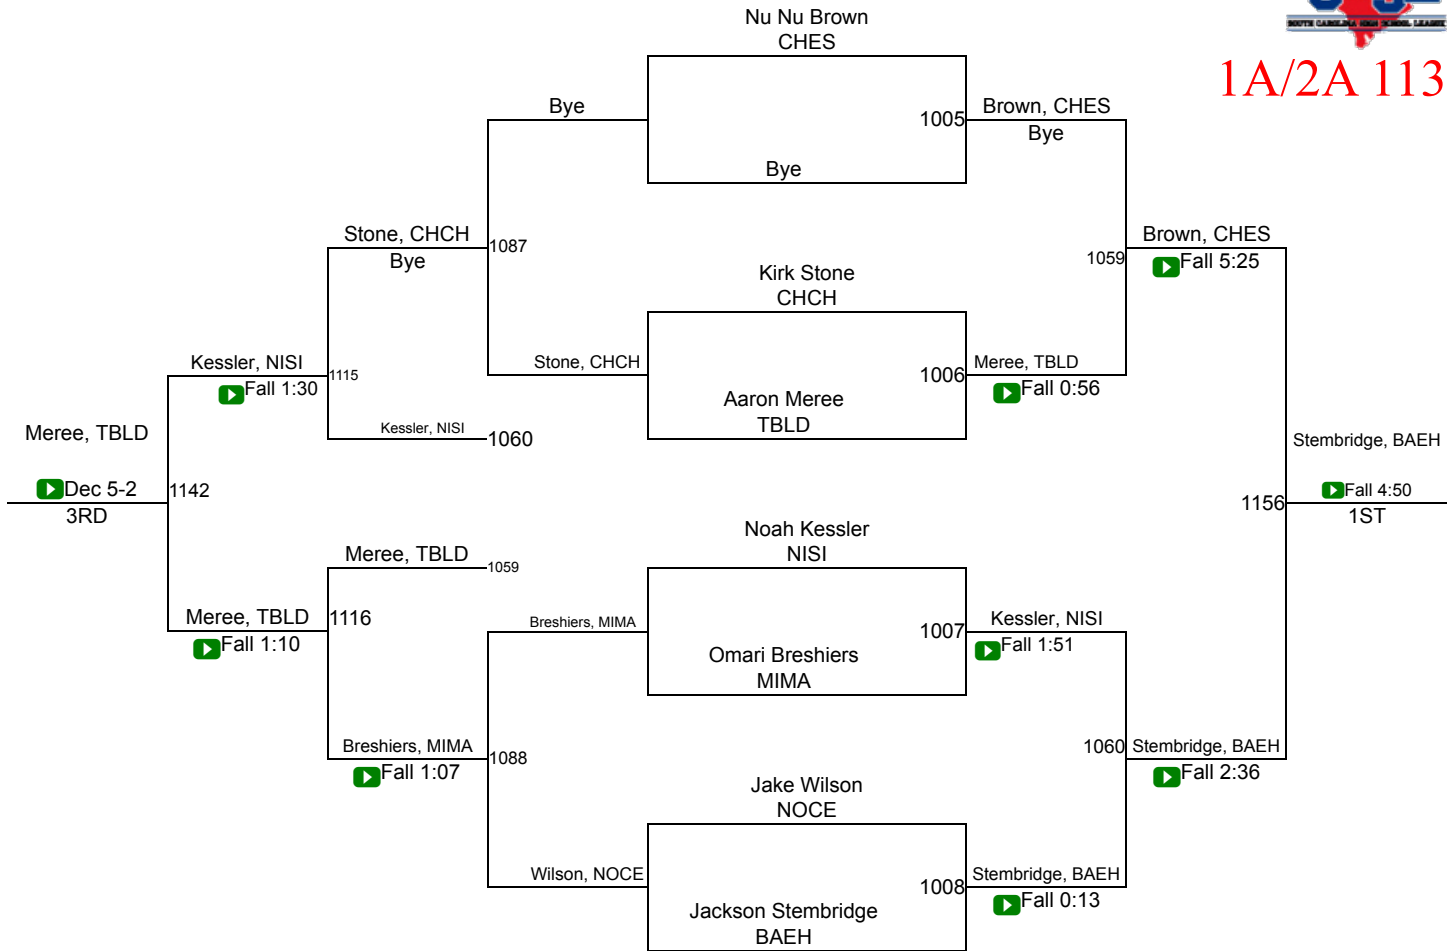 Nu Nu Brown
CHES
SOUTH CAROLINA HIGH SCHOOL LEAGUE
1A/2A 113
Bye
1005
Brown, CHES
Bye
Bye
Stone, CHCH
Bye
1087
Kirk Stone
CHCH
1059
Brown, CHES
Fall 5:25
Kessler, NISI
Fall 1:30
1115
Stone, CHCH
1006
Meree, TBLD
Fall 0:56
Aaron Meree
TBLD
Meree, TBLD
Kessler, NISI
1060
Stembridge, BAEH
Dec 5-2
3RD
1142
1156
Fall 4:50
1ST
Noah Kessler
NISI
Meree, TBLD
1059
Meree, TBLD
Fall 1:10
1116
Breshiers, MIMA
1007
Kessler, NISI
Fall 1:51
Omari Breshiers
MIMA
Breshiers, MIMA
Fall 1:07
1088
1060
Stembridge, BAEH
Fall 2:36
Jake Wilson
NOCE
Wilson, NOCE
1008
Stembridge, BAEH
Fall 0:13
Jackson Stembridge
BAEH